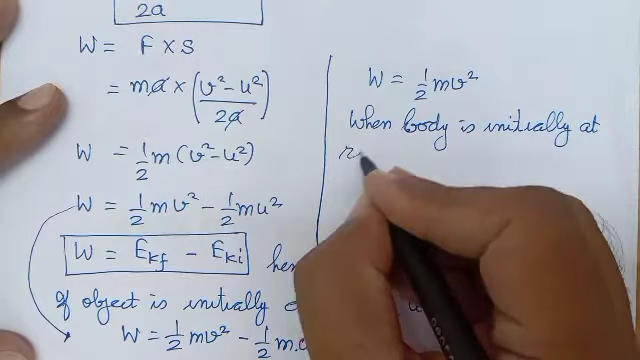 2a
W = F × S
= ma × (v² - u² / 2a)
W = 1/2 m (v² - u²)
W = 1/2 mv² - 1/2 mu²
W = Ekf - Eki
If object is initially
W = 1/2 mv² - 1/2 m.
W = 1/2 mv²
When body is initially at